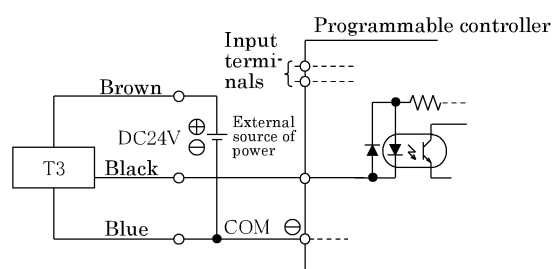 Programmable controller
Input
termi-
nals
Brown
⊕
DC24V
⊖
External
source of
power
T3
Black
Blue
COM ⊖